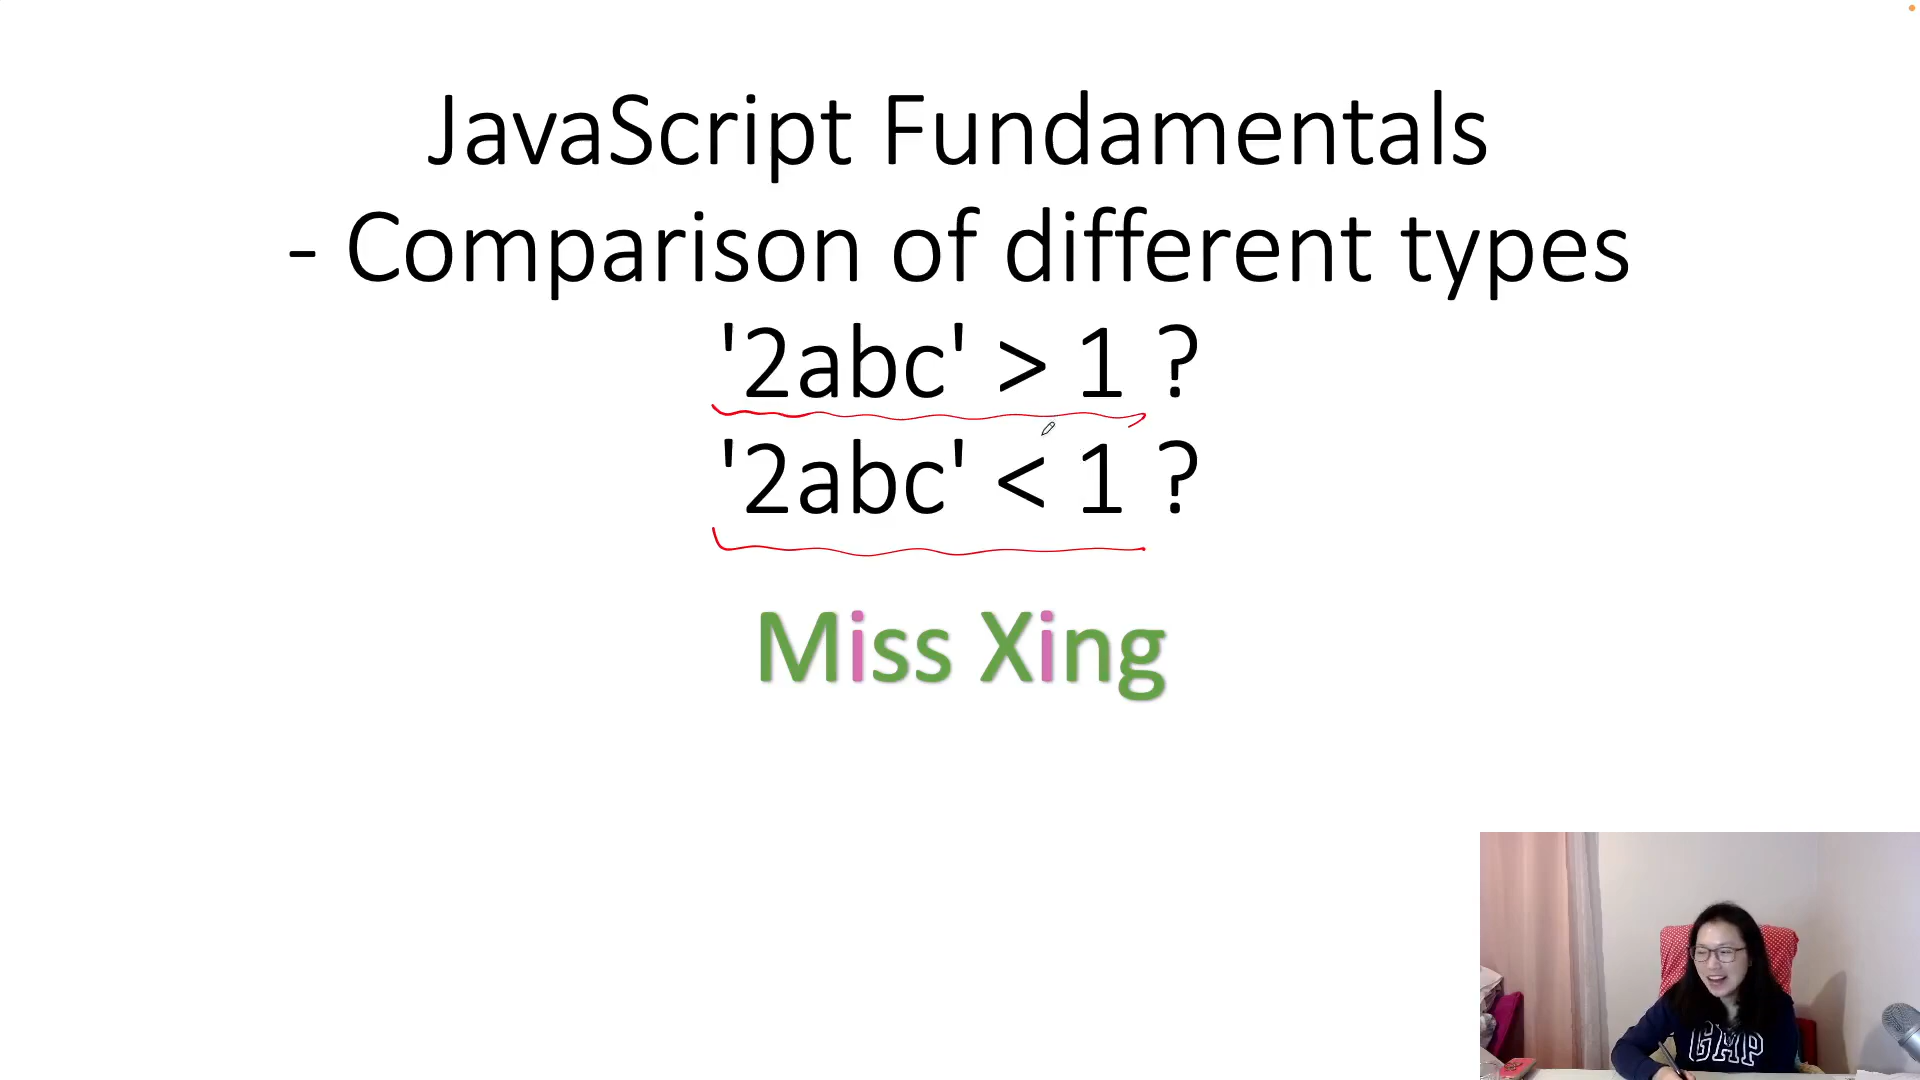 JavaScript Fundamentals
- Comparison of different types
'2abc' > 1 ?
'2abc' < 1 ?
Miss Xing
GAP